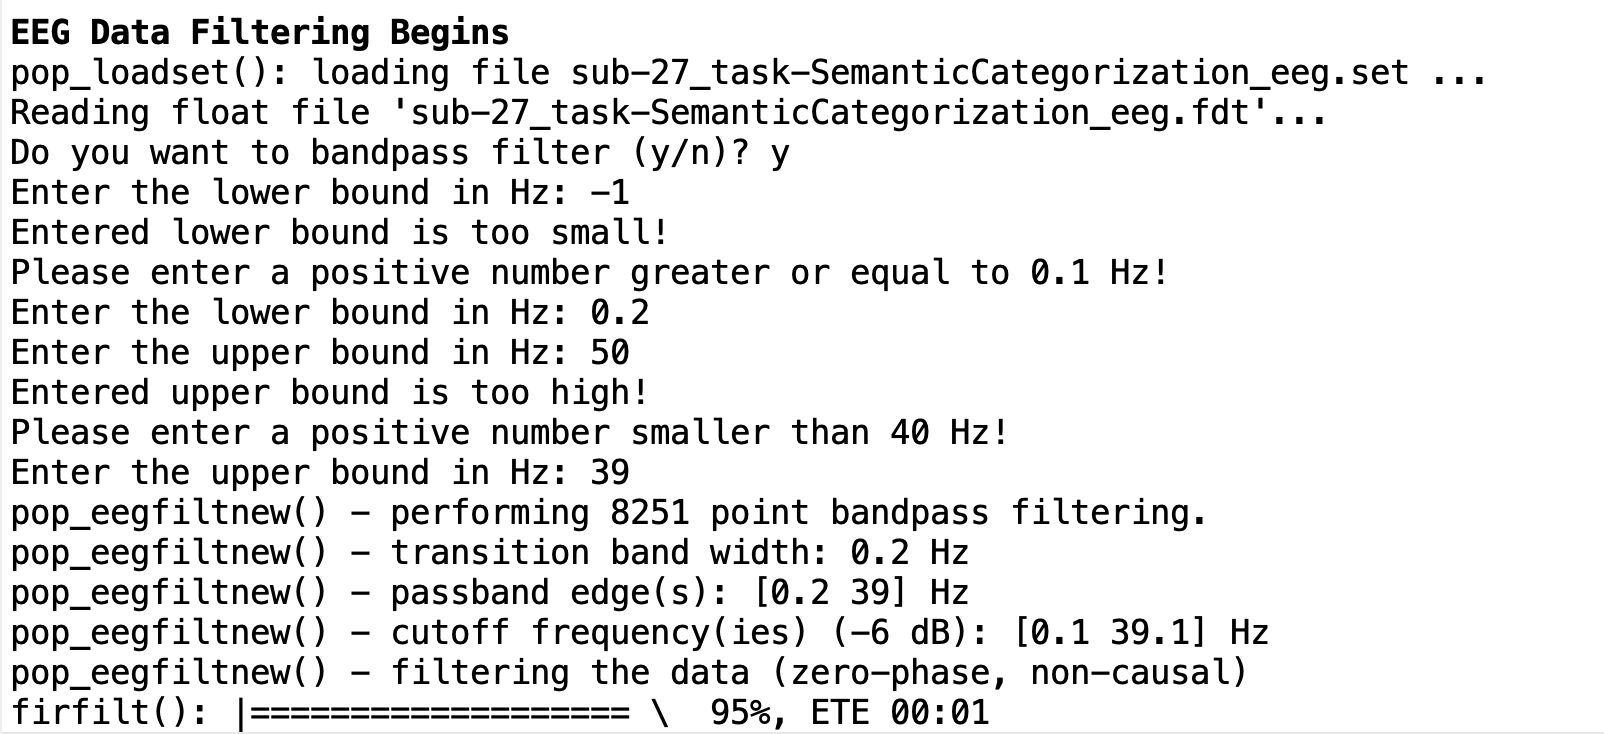 EEG Data Filtering Begins
pop_loadset(): loading file sub-27_task-SemanticCategorization_eeg.set ...
Reading float file 'sub-27_task-SemanticCategorization_eeg.fdt'...
Do you want to bandpass filter (y/n)? y
Enter the lower bound in Hz: -1
Entered lower bound is too small!
Please enter a positive number greater or equal to 0.1 Hz!
Enter the lower bound in Hz: 0.2
Enter the upper bound in Hz: 50
Entered upper bound is too high!
Please enter a positive number smaller than 40 Hz!
Enter the upper bound in Hz: 39
pop_eegfiltnew() - performing 8251 point bandpass filtering.
pop_eegfiltnew() - transition band width: 0.2 Hz
pop_eegfiltnew() - passband edge(s): [0.2 39] Hz
pop_eegfiltnew() - cutoff frequency(ies) (-6 dB): [0.1 39.1] Hz
pop_eegfiltnew() - filtering the data (zero-phase, non-causal)
firfilt(): |=================== \  95%, ETE 00:01